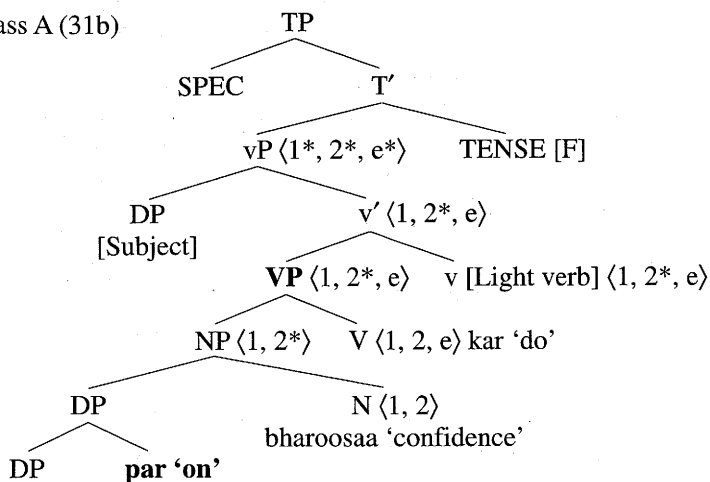 ass A (31b)
TP
SPEC T′
vP ⟨1*, 2*, e*⟩ TENSE [F]
DP v′ ⟨1, 2*, e⟩
[Subject]
VP ⟨1, 2*, e⟩ v [Light verb] ⟨1, 2*, e⟩
NP ⟨1, 2*⟩ V ⟨1, 2, e⟩ kar ‘do’
DP N ⟨1, 2⟩
bharoosaa ‘confidence’
DP par ‘on’